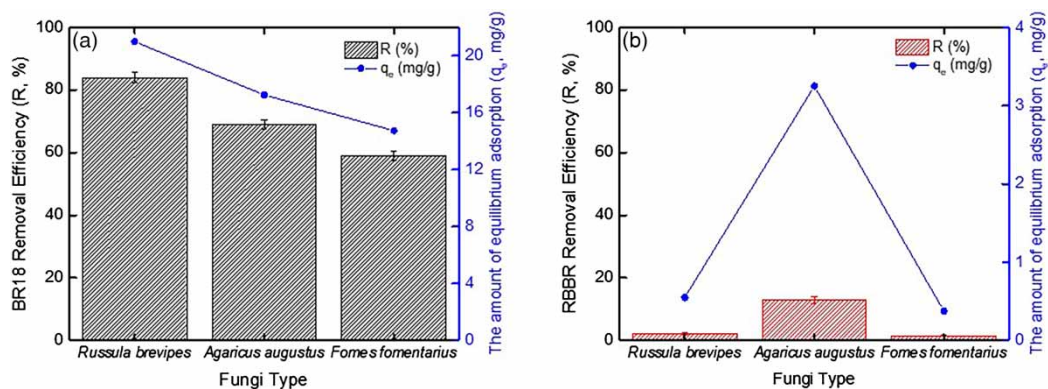 (a)
R (%)
qe (mg/g)
BR18 Removal Efficiency (R, %)
100
80
60
40
20
0
The amount of equilibrium adsorption (qe, mg/g)
20
16
12
8
4
0
Russula brevipes Agaricus augustus Fomes fomentarius
Fungi Type
(b)
R (%)
qe (mg/g)
RBBR Removal Efficiency (R, %)
100
80
60
40
20
0
The amount of equilibrium adsorption (qe, mg/g)
4
3
2
1
0
Russula brevipes Agaricus augustus Fomes fomentarius
Fungi Type